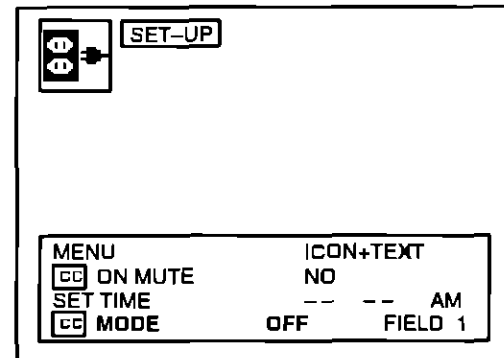 SET–UP
MENU ICON+TEXT
CC ON MUTE NO
SET TIME –– –– AM
CC MODE OFF FIELD 1